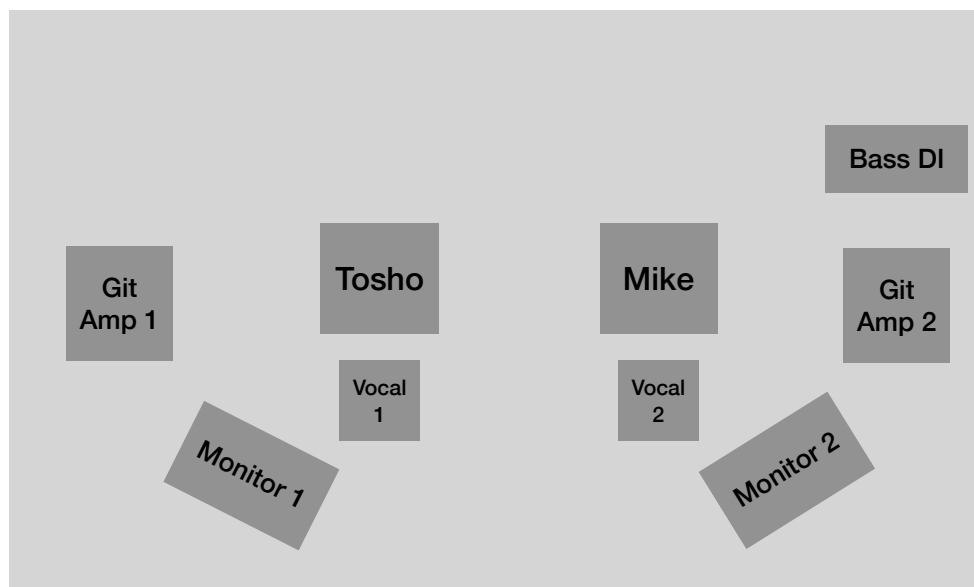 Bass DI
Git
Amp 1
Tosho
Mike
Git
Amp 2
Vocal
1
Vocal
2
Monitor 1
Monitor 2